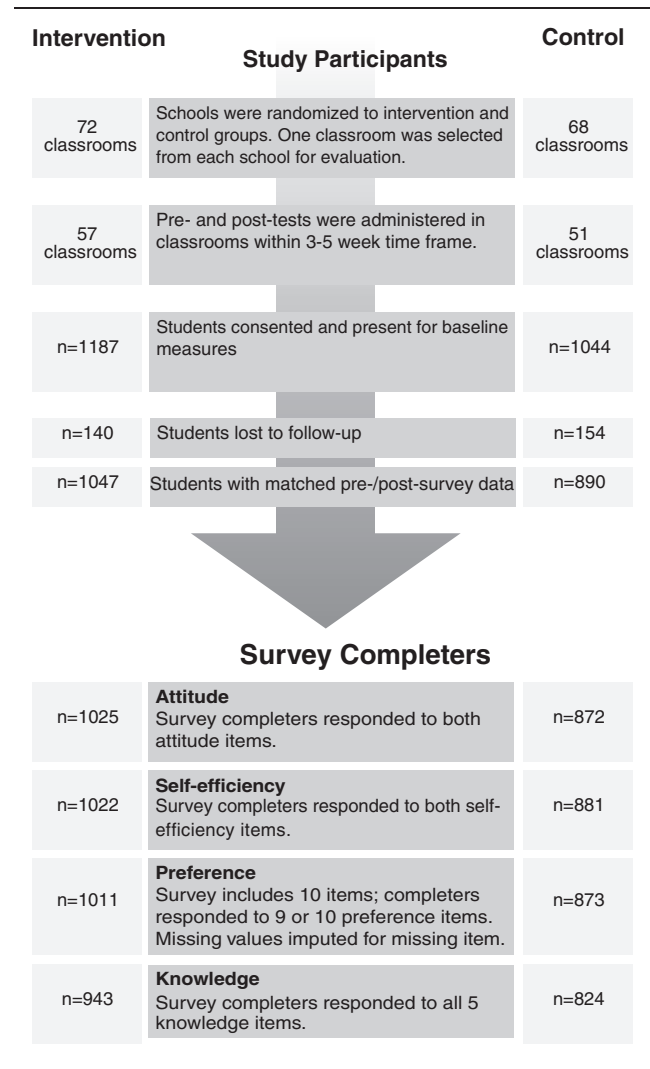 Intervention
Control
Study Participants
72
classrooms
Schools were randomized to intervention and
control groups. One classroom was selected
from each school for evaluation.
68
classrooms
57
classrooms
Pre- and post-tests were administered in
classrooms within 3-5 week time frame.
51
classrooms
n=1187
Students consented and present for baseline
measures
n=1044
n=140
Students lost to follow-up
n=154
n=1047
Students with matched pre-/post-survey data
n=890
Survey Completers
n=1025
Attitude
Survey completers responded to both
attitude items.
n=872
n=1022
Self-efficiency
Survey completers responded to both self-
efficiency items.
n=881
n=1011
Preference
Survey includes 10 items; completers
responded to 9 or 10 preference items.
Missing values imputed for missing item.
n=873
n=943
Knowledge
Survey completers responded to all 5
knowledge items.
n=824